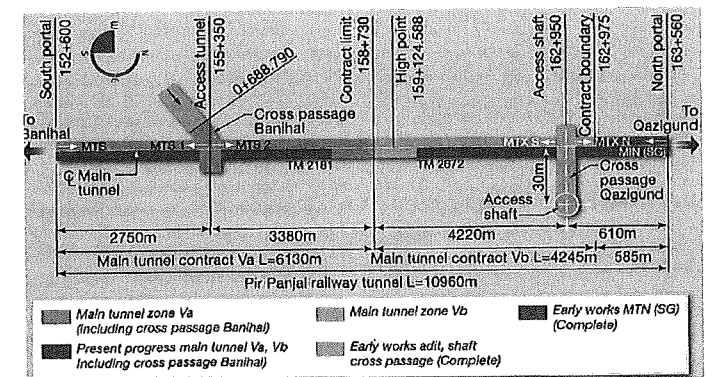 South portal
152+600
Access tunnel
155+350
0+688.790
Contract limit
158+730
High point
159+124.588
Access shaft
162+950
Contract boundary
162+975
North portal
163+560
N
S
To
Banihal
Cross passage
Banihal
To
Qazigund
MTS
MTS 1
MTS 2
MTX S
MTX N
TM 2181
TM 2672
MTN (SG)
℄ Main
tunnel
30m
Access
shaft
Cross
passage
Qazigund
2750m
3380m
4220m
610m
Main tunnel contract Va L=6130m
Main tunnel contract Vb L=4245m
585m
Pir Panjal railway tunnel L=10960m
Main tunnel zone Va
(Including cross passage Banihal)
Main tunnel zone Vb
Early works MTN (SG)
(Complete)
Present progress main tunnel Va, Vb
Including cross passage Banihal)
Early works adit, shaft
cross passage (Complete)